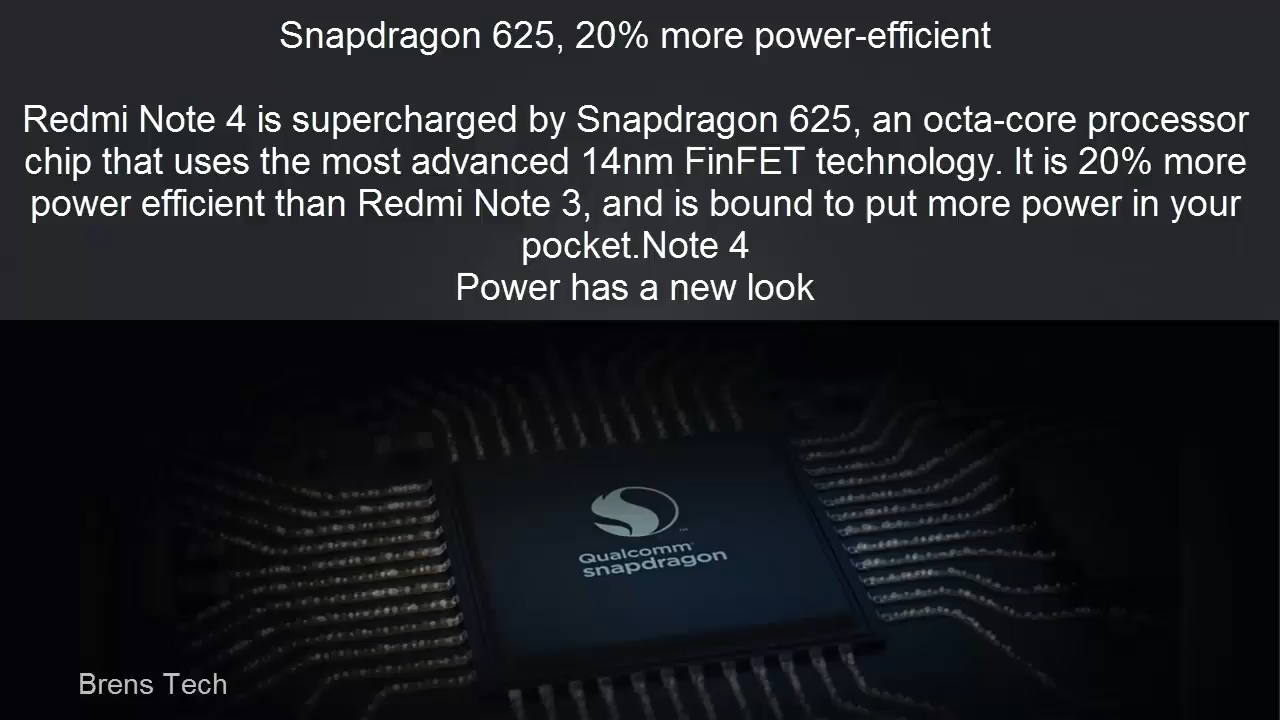 Snapdragon 625, 20% more power-efficient
Redmi Note 4 is supercharged by Snapdragon 625, an octa-core processor
chip that uses the most advanced 14nm FinFET technology. It is 20% more
power efficient than Redmi Note 3, and is bound to put more power in your
pocket.Note 4
Power has a new look
Qualcomm
snapdragon
Brens Tech